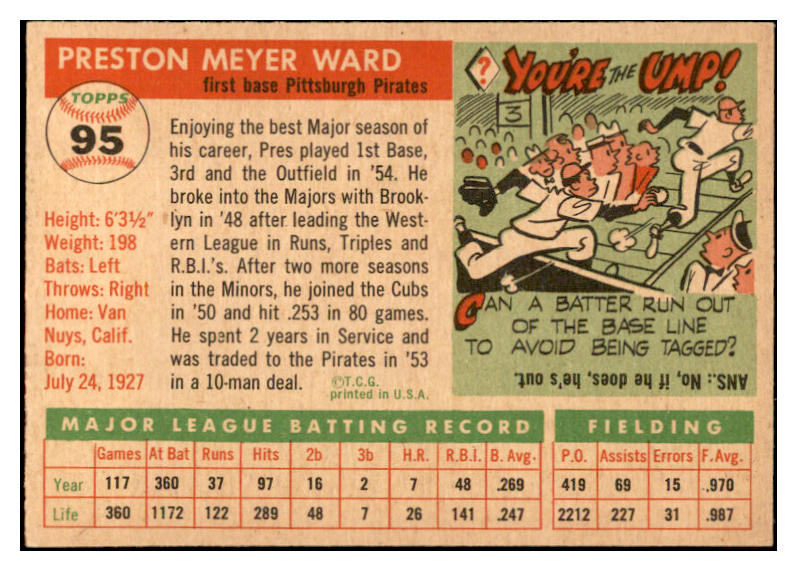 PRESTON MEYER WARD
first base Pittsburgh Pirates
TOPPS
95
Height: 6'3½"
Weight: 198
Bats: Left
Throws: Right
Home: Van
Nuys, Calif.
Born:
July 24, 1927
Enjoying the best Major season of
his career, Pres played 1st Base,
3rd and the Outfield in '54. He
broke into the Majors with Brook-
lyn in '48 after leading the West-
ern League in Runs, Triples and
R.B.I.'s. After two more seasons
in the Minors, he joined the Cubs
in '50 and hit .253 in 80 games.
He spent 2 years in Service and
was traded to the Pirates in '53
in a 10-man deal.
©T.C.G.
printed in U.S.A.
? YOU'RE THE UMP!
3
CAN A BATTER RUN OUT
OF THE BASE LINE
TO AVOID BEING TAGGED?
ANS.: No, if he does, he's out.
MAJOR LEAGUE BATTING RECORD
Games At Bat Runs Hits 2b 3b H.R. R.B.I. B. Avg.
Year 117 360 37 97 16 2 7 48 .269
Life 360 1172 122 289 48 7 26 141 .247
FIELDING
P.O. Assists Errors F.Avg.
419 69 15 .970
2212 227 31 .987